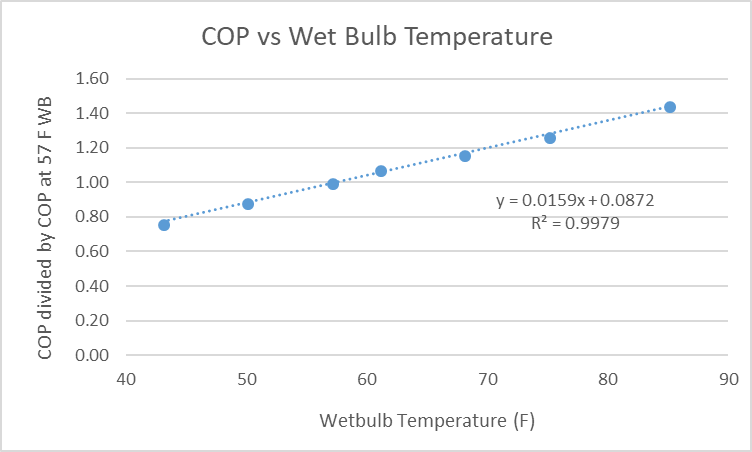 COP vs Wet Bulb Temperature
COP divided by COP at 57 F WB
1.60
1.40
1.20
1.00
0.80
0.60
0.40
0.20
0.00
y = 0.0159x + 0.0872
R² = 0.9979
40 50 60 70 80 90
Wetbulb Temperature (F)